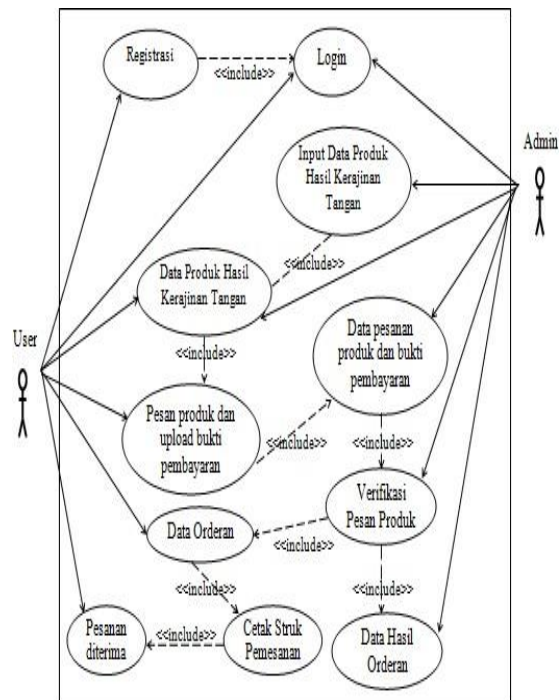 Registrasi
<<include>>
Login
Admin
Input Data Produk
Hasil Kerajinan
Tangan
<<include>>
Data Produk Hasil
Kerajinan Tangan
User
<<include>>
Data pesanan
produk dan bukti
pembayaran
Pesan produk dan
upload bukti
pembayaran
<<include>>
<<include>>
Verifikasi
Pesan Produk
Data Orderan
<<include>>
<<include>>
<<include>>
Pesanan
diterima
<<include>>
Cetak Struk
Pemesanan
Data Hasil
Orderan